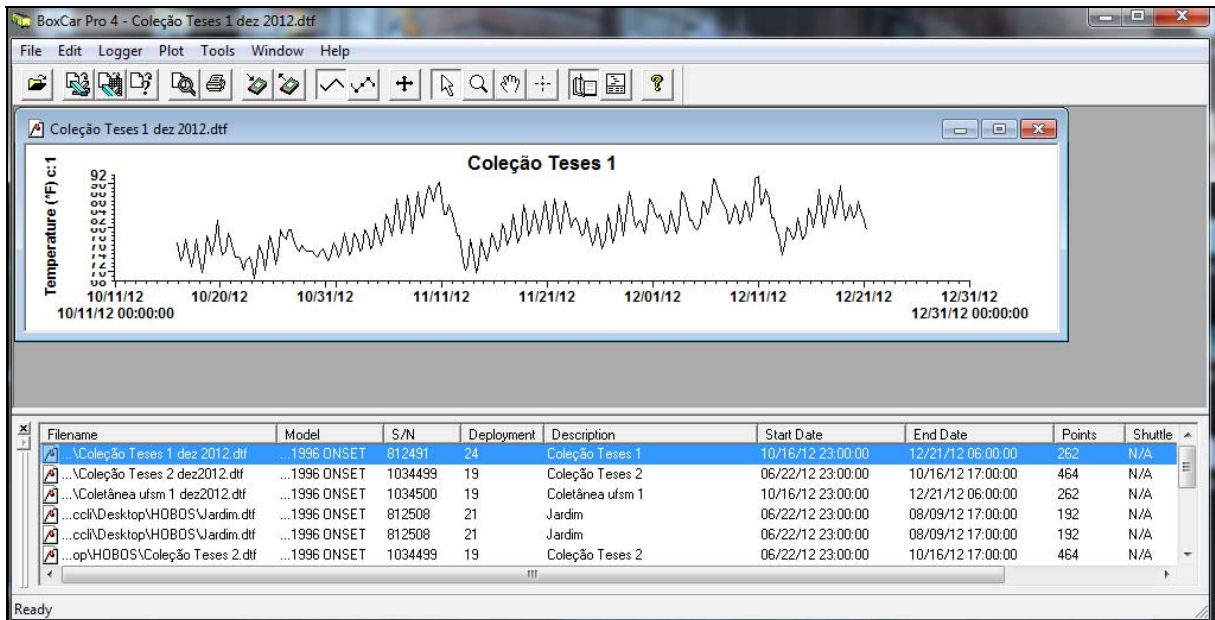 BoxCar Pro 4 - Coleção Teses 1 dez 2012.dtf
File Edit Logger Plot Tools Window Help
Coleção Teses 1 dez 2012.dtf
Coleção Teses 1
Temperature (*F) c:1
92
10/11/12 10/20/12 10/31/12 11/11/12 11/21/12 12/01/12 12/11/12 12/21/12 12/31/12
10/11/12 00:00:00 12/31/12 00:00:00
Filename Model S/N Deployment Description Start Date End Date Points Shuttle
...\Coleção Teses 1 dez 2012.dtf ...1996 ONSET 812491 24 Coleção Teses 1 10/16/12 23:00:00 12/21/12 06:00:00 262 N/A
...\Coleção Teses 2 dez2012.dtf ...1996 ONSET 1034499 19 Coleção Teses 2 06/22/12 23:00:00 10/16/12 17:00:00 464 N/A
...\Coletânea ufsm 1 dez2012.dtf ...1996 ONSET 1034500 19 Coletânea ufsm 1 10/16/12 23:00:00 12/21/12 06:00:00 262 N/A
...ccli\Desktop\HOBOS\Jardim.dtf ...1996 ONSET 812508 21 Jardim 06/22/12 23:00:00 08/09/12 17:00:00 192 N/A
...ccli\Desktop\HOBOS\Jardim.dtf ...1996 ONSET 812508 21 Jardim 06/22/12 23:00:00 08/09/12 17:00:00 192 N/A
...op\HOBOS\Coleção Teses 2.dtf ...1996 ONSET 1034499 19 Coleção Teses 2 06/22/12 23:00:00 10/16/12 17:00:00 464 N/A
Ready